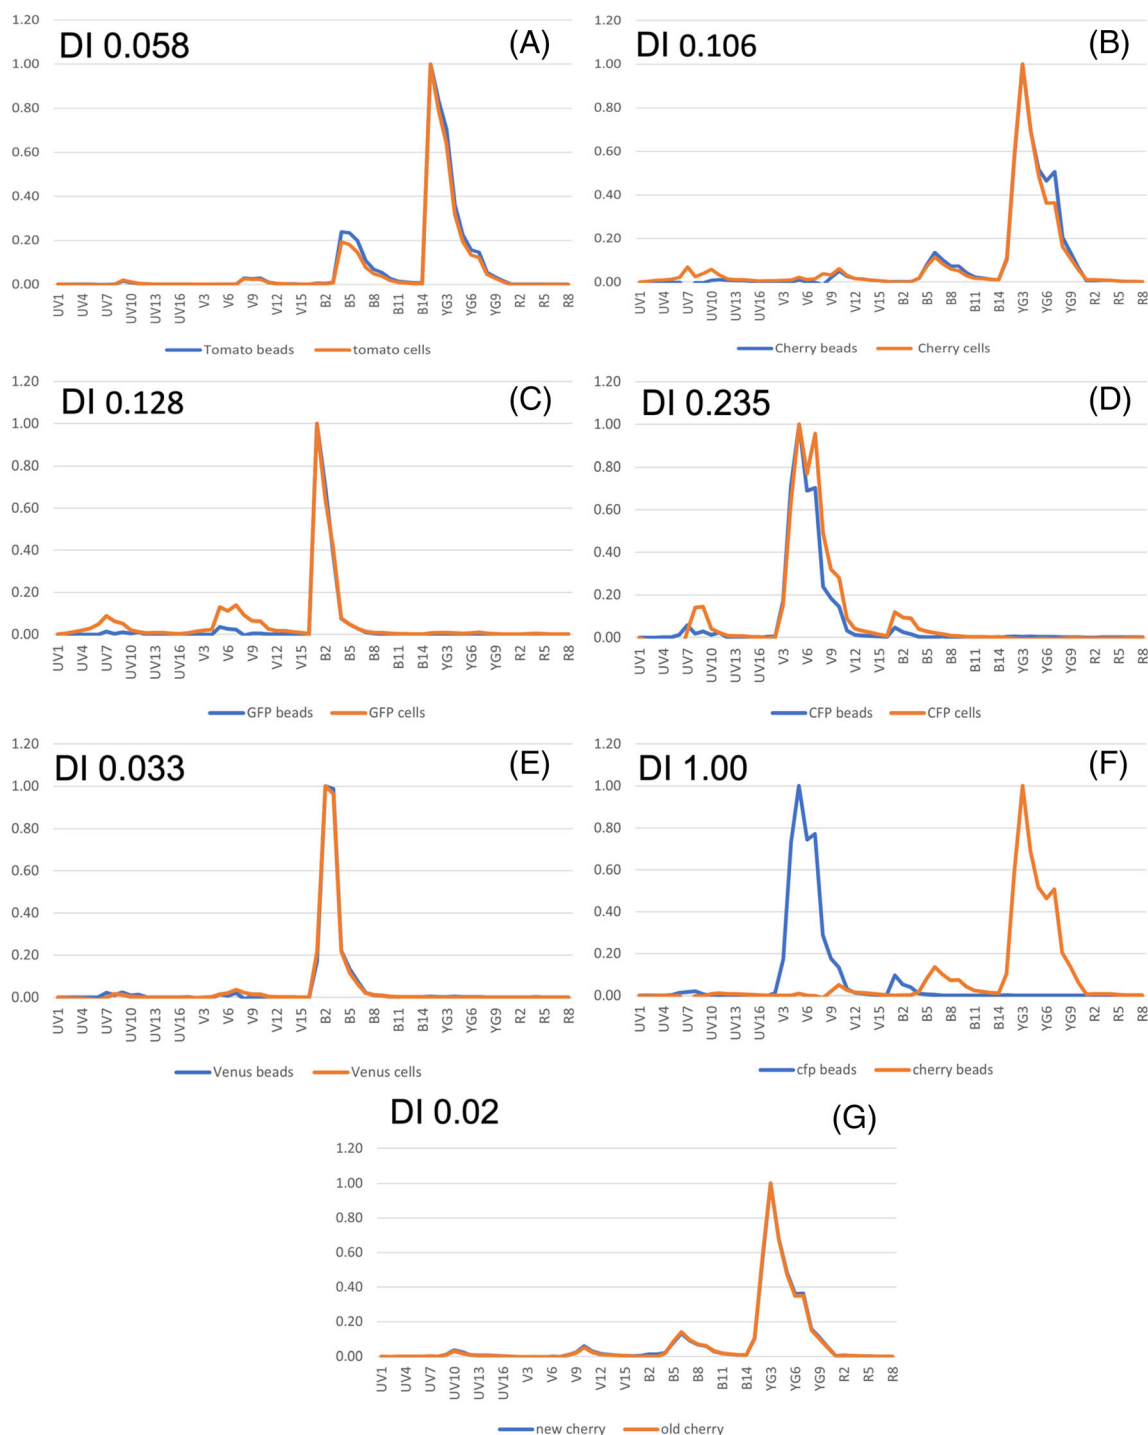 DI 0.058 (A)
1.20
1.00
0.80
0.60
0.40
0.20
0.00
UV1 UV4 UV7 UV10 UV13 UV16 V3 V6 V9 V12 V15 B2 B5 B8 B11 B14 YG3 YG6 YG9 R2 R5 R8
Tomato beads tomato cells
DI 0.106 (B)
1.20
1.00
0.80
0.60
0.40
0.20
0.00
UV1 UV4 UV7 UV10 UV13 UV16 V3 V6 V9 V12 V15 B2 B5 B8 B11 B14 YG3 YG6 YG9 R2 R5 R8
Cherry beads Cherry cells
DI 0.128 (C)
1.20
1.00
0.80
0.60
0.40
0.20
0.00
UV1 UV4 UV7 UV10 UV13 UV16 V3 V6 V9 V12 V15 B2 B5 B8 B11 B14 YG3 YG6 YG9 R2 R5 R8
GFP beads GFP cells
DI 0.235 (D)
1.20
1.00
0.80
0.60
0.40
0.20
0.00
UV1 UV4 UV7 UV10 UV13 UV16 V3 V6 V9 V12 V15 B2 B5 B8 B11 B14 YG3 YG6 YG9 R2 R5 R8
CFP beads CFP cells
DI 0.033 (E)
1.20
1.00
0.80
0.60
0.40
0.20
0.00
UV1 UV4 UV7 UV10 UV13 UV16 V3 V6 V9 V12 V15 B2 B5 B8 B11 B14 YG3 YG6 YG9 R2 R5 R8
Venus beads Venus cells
DI 1.00 (F)
1.20
1.00
0.80
0.60
0.40
0.20
0.00
UV1 UV4 UV7 UV10 UV13 UV16 V3 V6 V9 V12 V15 B2 B5 B8 B11 B14 YG3 YG6 YG9 R2 R5 R8
cfp beads cherry beads
DI 0.02 (G)
1.20
1.00
0.80
0.60
0.40
0.20
0.00
UV1 UV4 UV7 UV10 UV13 UV16 V3 V6 V9 V12 V15 B2 B5 B8 B11 B14 YG3 YG6 YG9 R2 R5 R8
new cherry old cherry